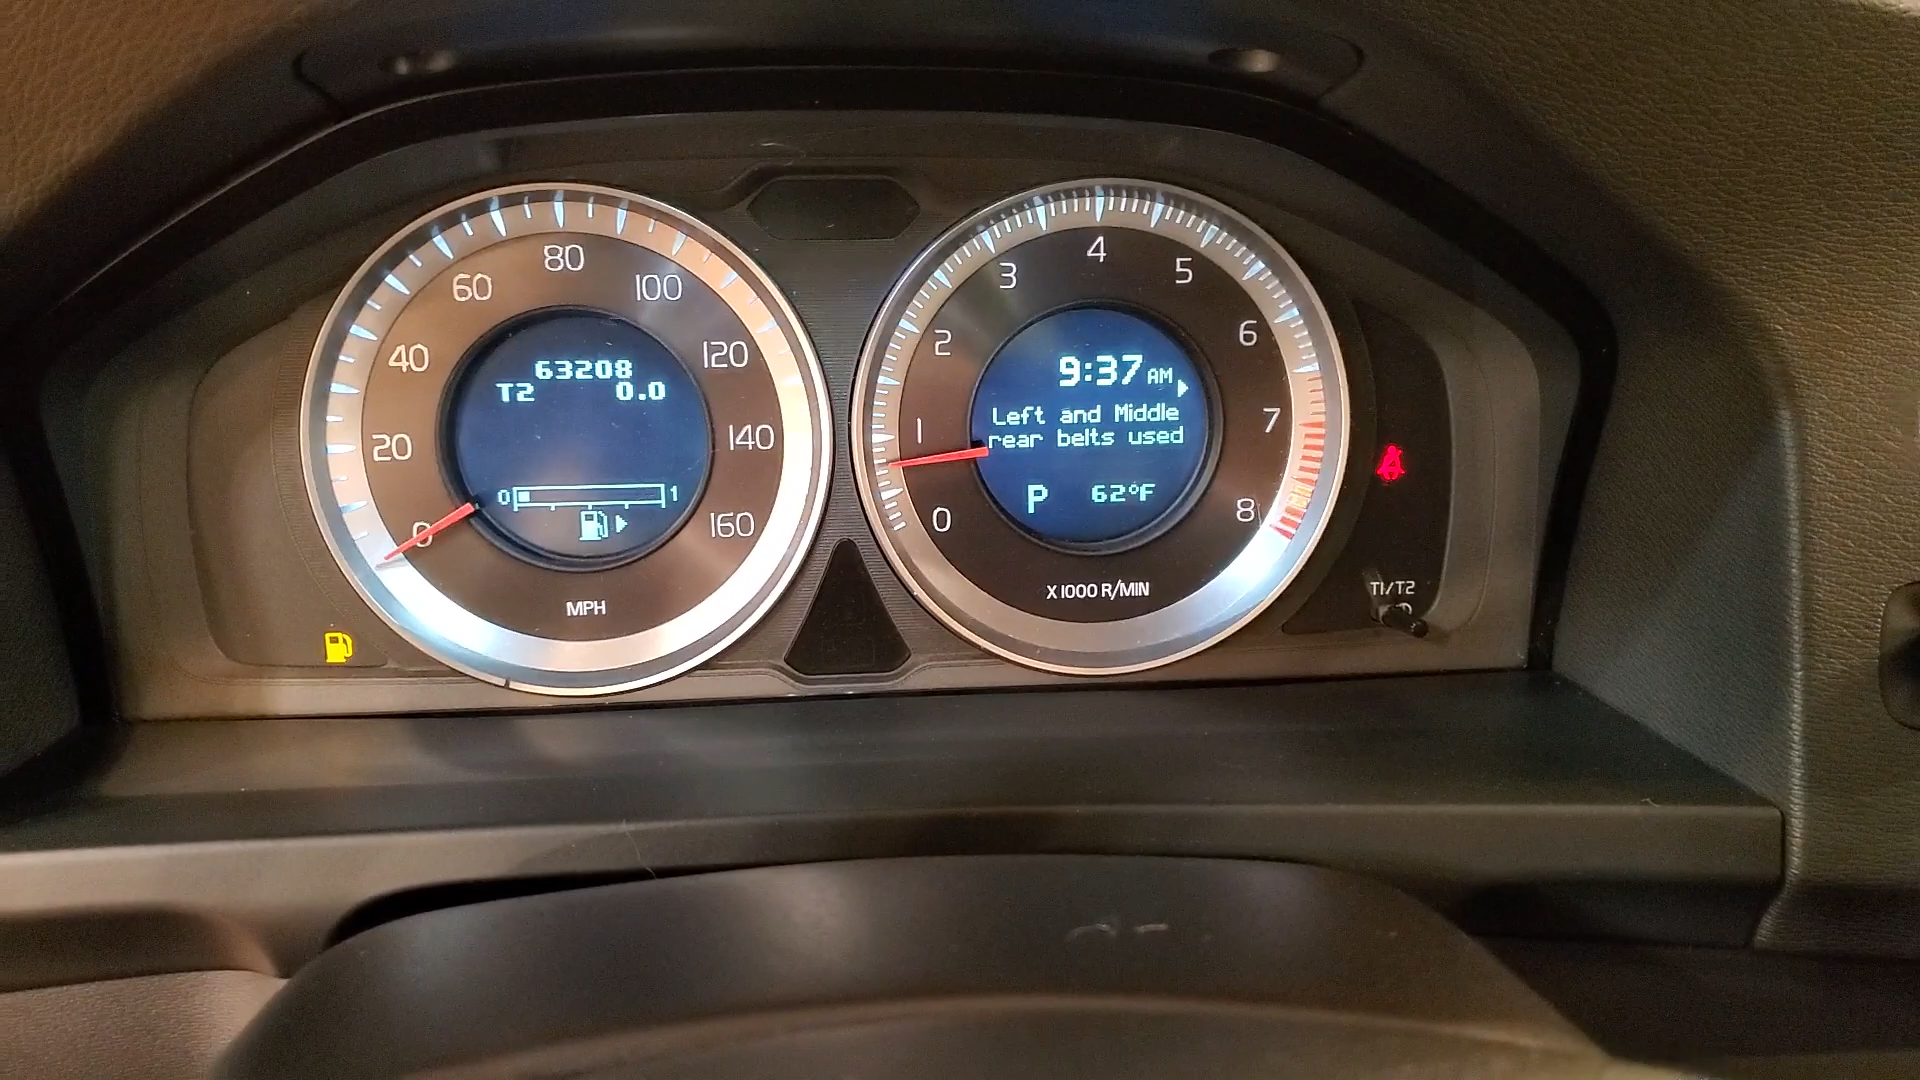 80
60
100
40
120
20
140
0
160
MPH
63208
T2 0.0
0 1
4
3
5
2
6
1
7
0
8
X 1000 R/MIN
9:37 AM
Left and Middle
rear belts used
P 62°F
T1/T2